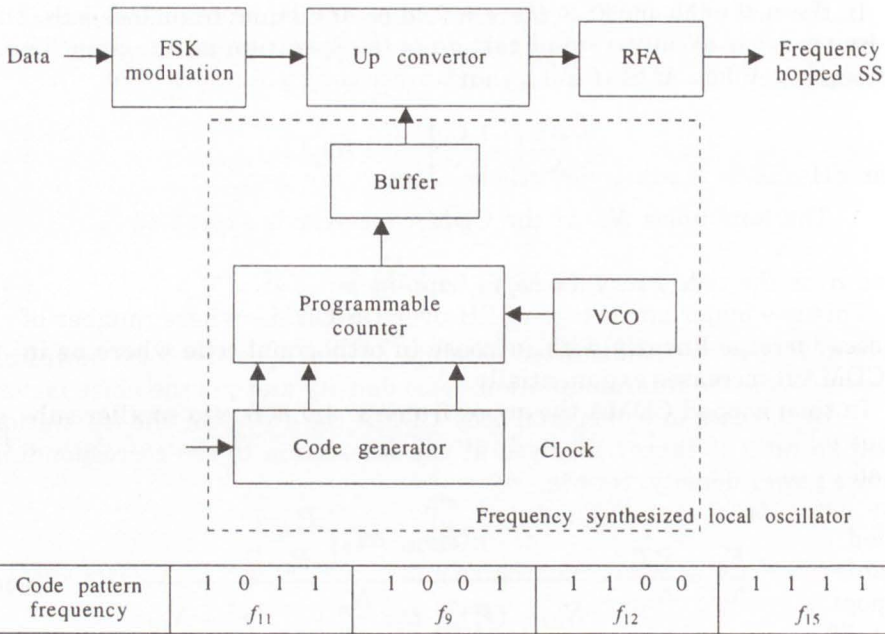 Data
FSK
modulation
Up convertor
RFA
Frequency
hopped SS
Buffer
Programmable
counter
VCO
Code generator
Clock
Frequency synthesized local oscillator
Code pattern
frequency
1 0 1 1
f11
1 0 0 1
f9
1 1 0 0
f12
1 1 1 1
f15